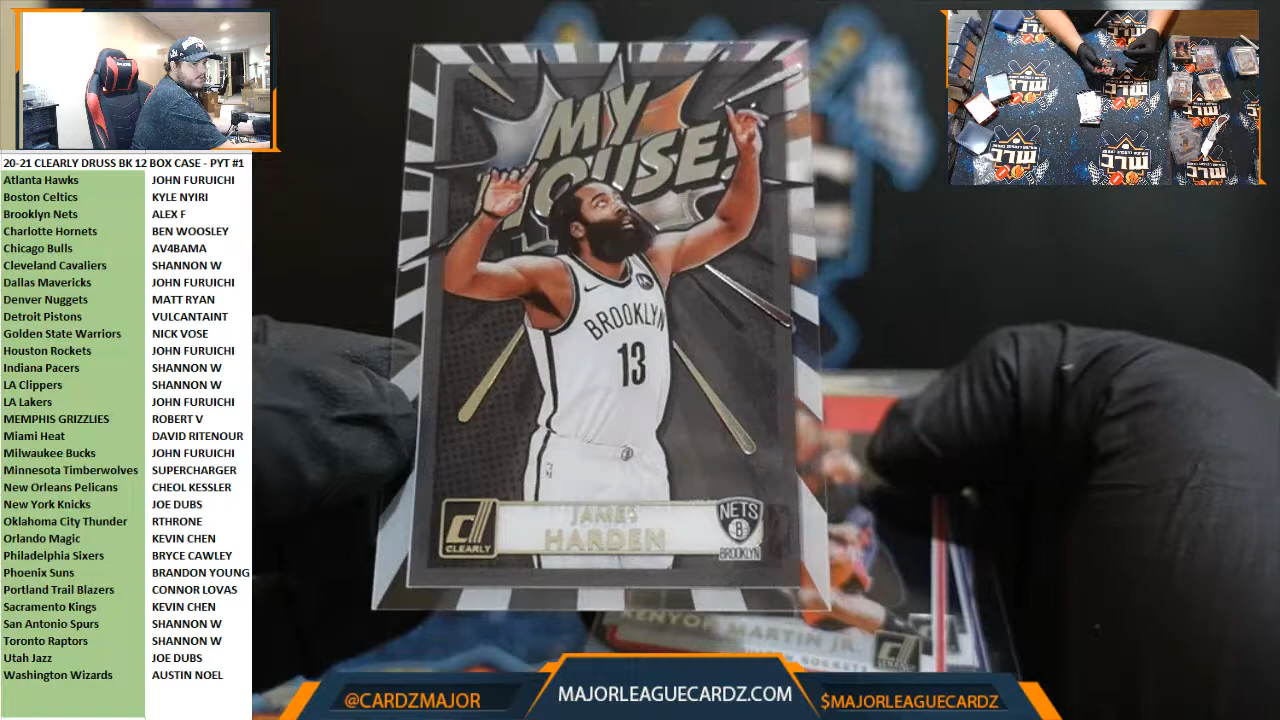 20-21 CLEARLY DRUSS BK 12 BOX CASE - PYT #1
Atlanta Hawks JOHN FURUICHI
Boston Celtics KYLE NYIRI
Brooklyn Nets ALEX F
Charlotte Hornets BEN WOOSLEY
Chicago Bulls AV4BAMA
Cleveland Cavaliers SHANNON W
Dallas Mavericks JOHN FURUICHI
Denver Nuggets MATT RYAN
Detroit Pistons VULCANTAINT
Golden State Warriors NICK VOSE
Houston Rockets JOHN FURUICHI
Indiana Pacers SHANNON W
LA Clippers SHANNON W
LA Lakers JOHN FURUICHI
MEMPHIS GRIZZLIES ROBERT V
Miami Heat DAVID RITENOUR
Milwaukee Bucks JOHN FURUICHI
Minnesota Timberwolves SUPERCHARGER
New Orleans Pelicans CHEOL KESSLER
New York Knicks JOE DUBS
Oklahoma City Thunder RTHRONE
Orlando Magic KEVIN CHEN
Philadelphia Sixers BRYCE CAWLEY
Phoenix Suns BRANDON YOUNG
Portland Trail Blazers CONNOR LOVAS
Sacramento Kings KEVIN CHEN
San Antonio Spurs SHANNON W
Toronto Raptors SHANNON W
Utah Jazz JOE DUBS
Washington Wizards AUSTIN NOEL
MY
HOUSE!
BROOKLYN
13
d
CLEARLY
JAMES
HARDEN
NETS
B
BROOKLYN
KENYON MARTIN JR.
ROCKETS
@CARDZMAJOR
MAJORLEAGUECARDZ.COM
$MAJORLEAGUECARDZ